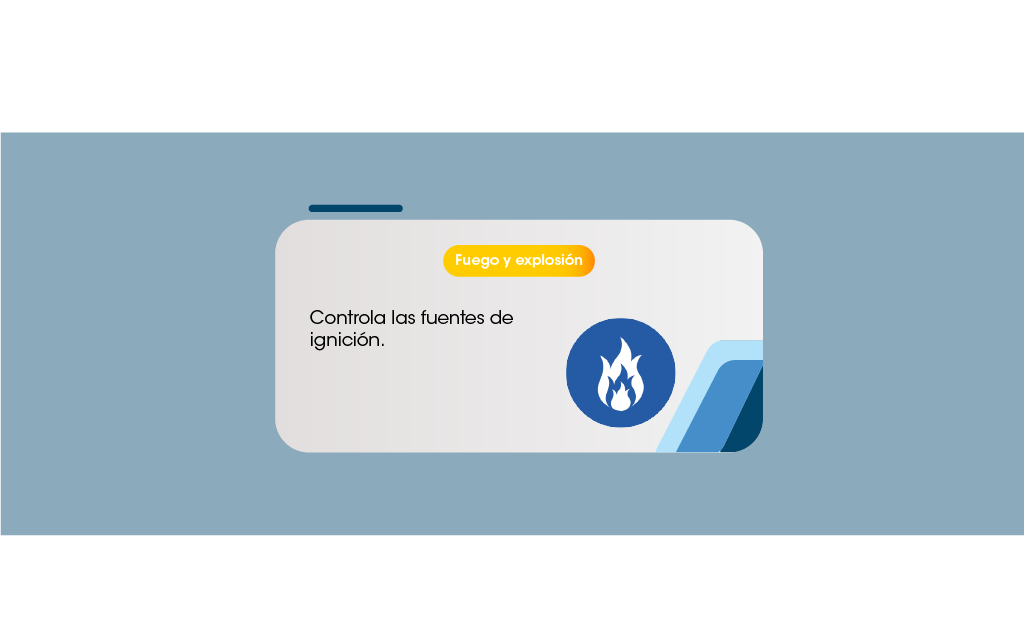 Fuego y explosión
Controla las fuentes de
ignición.